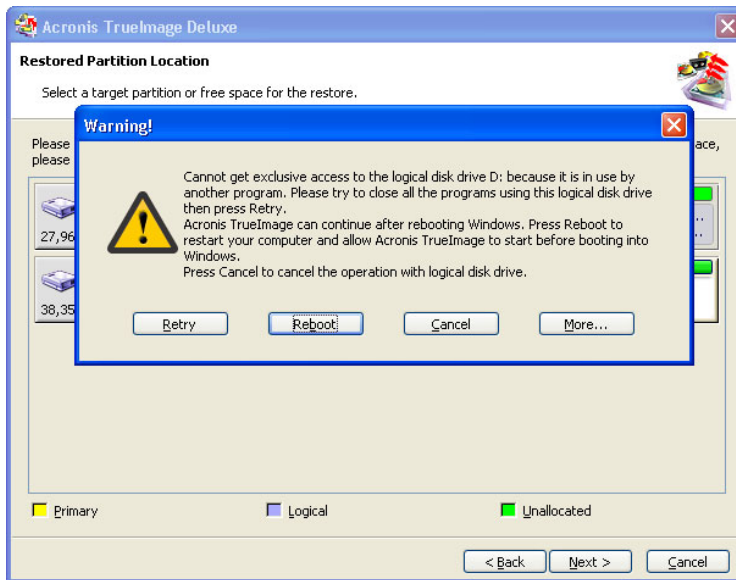 Acronis TrueImage Deluxe
Restored Partition Location
Select a target partition or free space for the restore.
Warning!
Please
ace,
please
Cannot get exclusive access to the logical disk drive D: because it is in use by
another program. Please try to close all the programs using this logical disk drive
then press Retry.
Acronis TrueImage can continue after rebooting Windows. Press Reboot to
restart your computer and allow Acronis TrueImage to start before booting into
Windows.
Press Cancel to cancel the operation with logical disk drive.
27,96
38,35
Retry
Reboot
Cancel
More...
Primary
Logical
Unallocated
< Back
Next >
Cancel